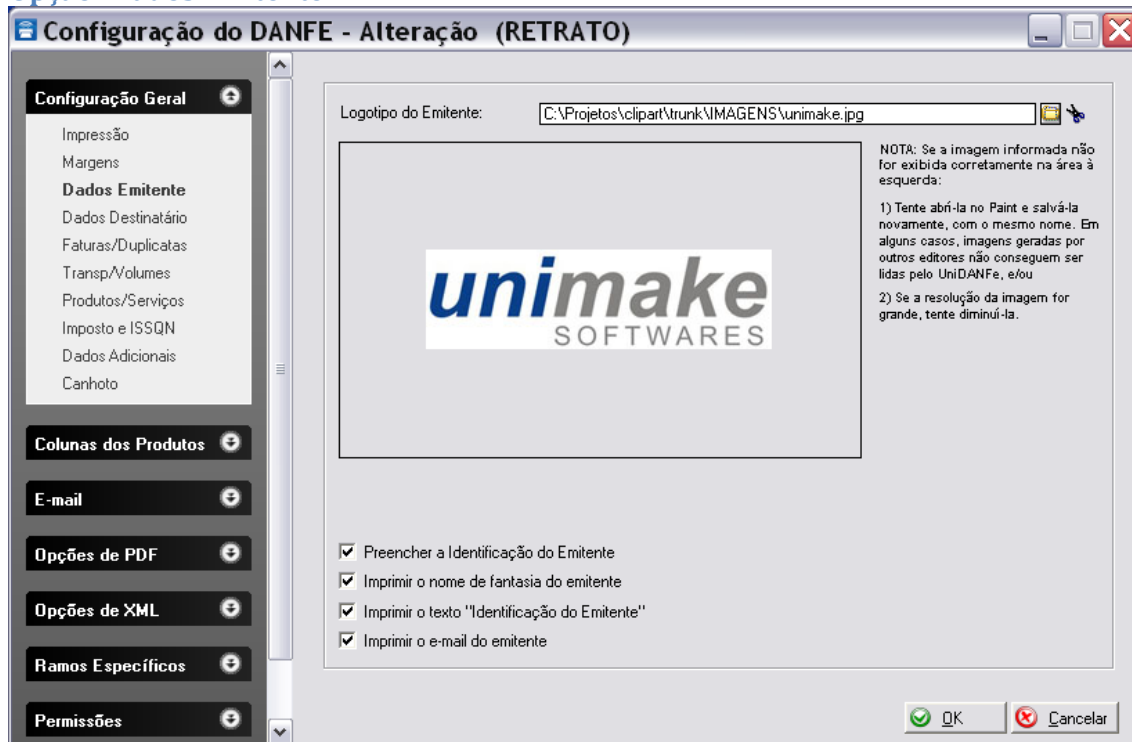 Configuração do DANFE - Alteração (RETRATO)
Configuração Geral
Impressão
Margens
Dados Emitente
Dados Destinatário
Faturas/Duplicatas
Transp/Volumes
Produtos/Serviços
Imposto e ISSQN
Dados Adicionais
Canhoto
Colunas dos Produtos
E-mail
Opções de PDF
Opções de XML
Ramos Específicos
Permissões
Logotipo do Emitente:
C:\Projetos\clipart\trunk\IMAGENS\unimake.jpg
unimake
SOFTWARES
NOTA: Se a imagem informada não
for exibida corretamente na área à
esquerda:
1) Tente abrí-la no Paint e salvá-la
novamente, com o mesmo nome. Em
alguns casos, imagens geradas por
outros editores não conseguem ser
lidas pelo UniDANFe, e/ou
2) Se a resolução da imagem for
grande, tente diminuí-la.
Preencher a Identificação do Emitente
Imprimir o nome de fantasia do emitente
Imprimir o texto "Identificação do Emitente"
Imprimir o e-mail do emitente
OK
Cancelar